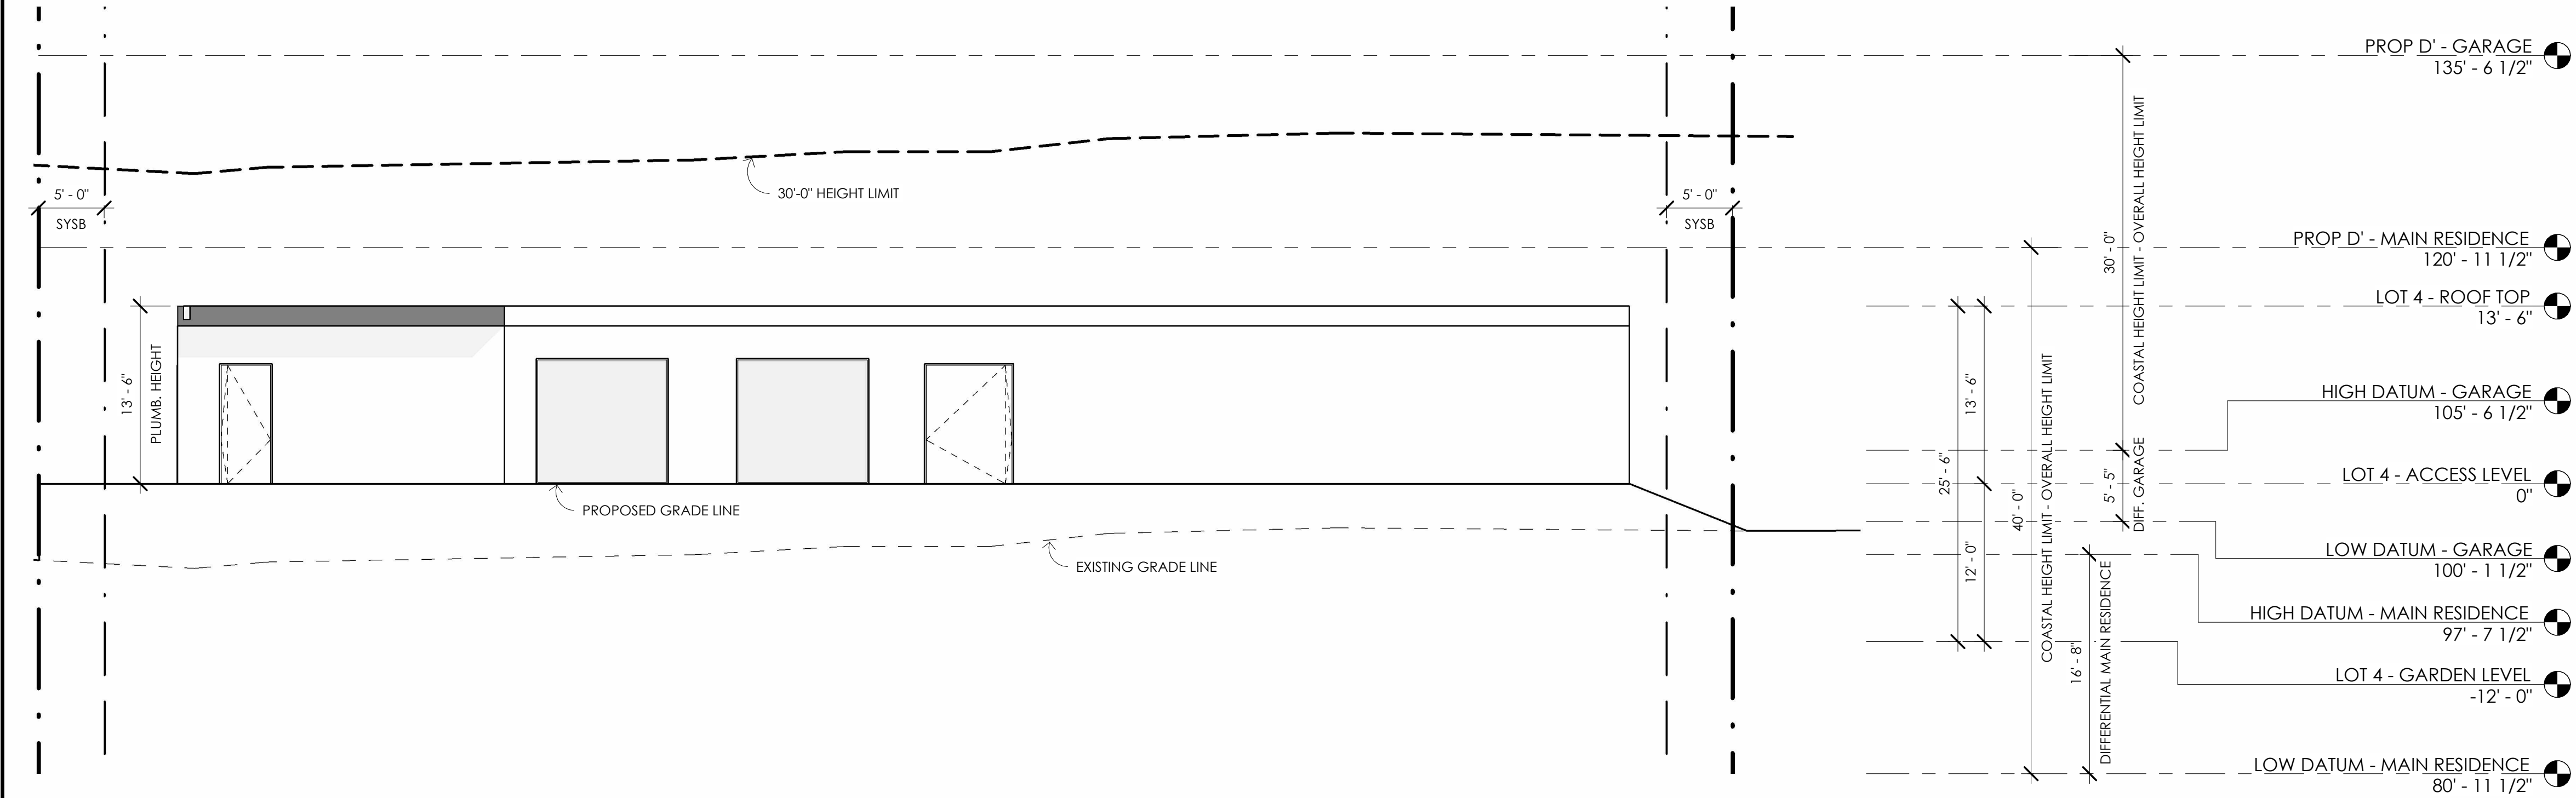 PROP D' - GARAGE
135' - 6 1/2"
30'-0" HEIGHT LIMIT
5' - 0"
SYSB
5' - 0"
SYSB
PROP D' - MAIN RESIDENCE
120' - 11 1/2"
LOT 4 - ROOF TOP
13' - 6"
13' - 6"
PLUMB. HEIGHT
PROPOSED GRADE LINE
EXISTING GRADE LINE
25' - 6"
13' - 6"
12' - 0"
40' - 0"
COASTAL HEIGHT LIMIT - OVERALL HEIGHT LIMIT
16' - 8"
DIFFERENTIAL MAIN RESIDENCE
30' - 0"
COASTAL HEIGHT LIMIT - OVERALL HEIGHT LIMIT
5' - 5"
DIFF. GARAGE
HIGH DATUM - GARAGE
105' - 6 1/2"
LOT 4 - ACCESS LEVEL
0"
LOW DATUM - GARAGE
100' - 1 1/2"
HIGH DATUM - MAIN RESIDENCE
97' - 7 1/2"
LOT 4 - GARDEN LEVEL
-12' - 0"
LOW DATUM - MAIN RESIDENCE
80' - 11 1/2"